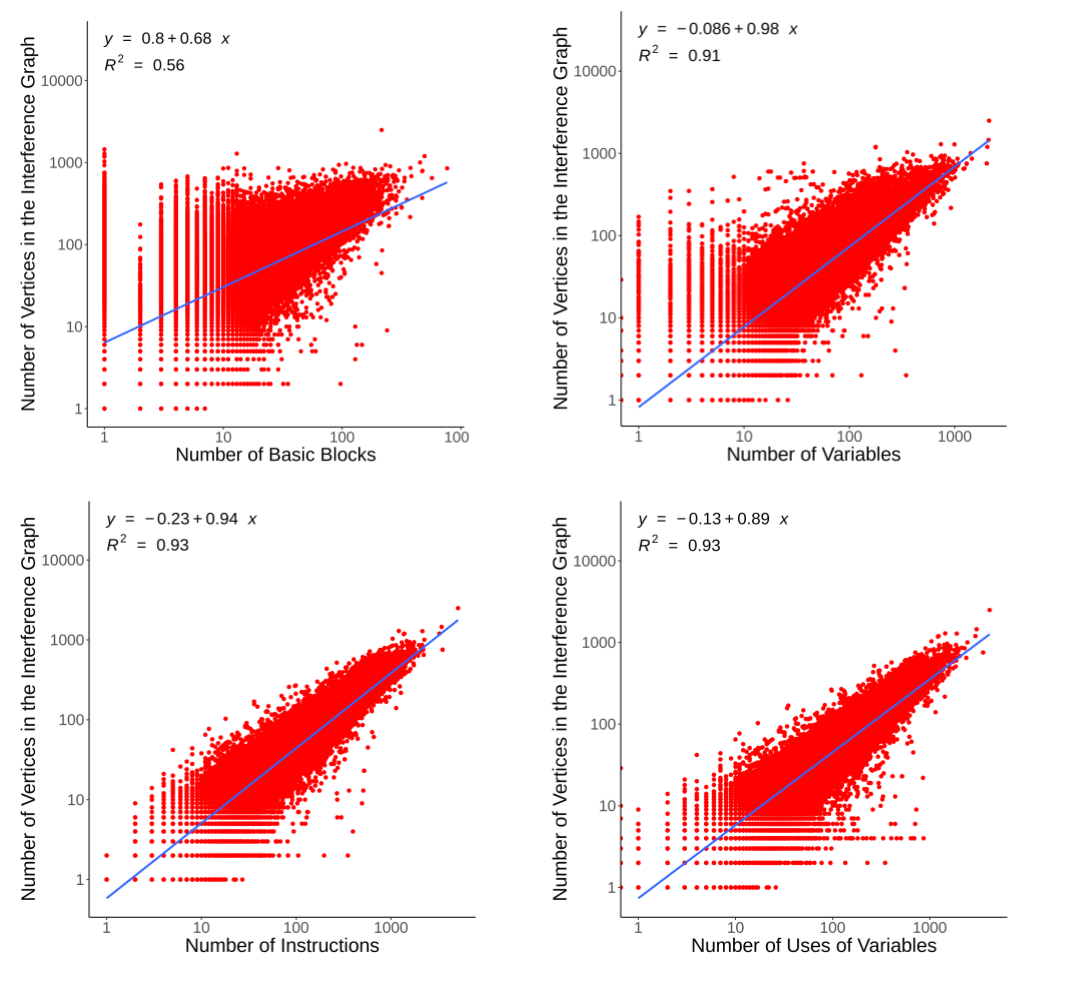 y = 0.8+0.68 x
R² = 0.56
Number of Vertices in the Interference Graph
10000
1000
100
10
1
1 10 100 100
Number of Basic Blocks
y = −0.086+0.98 x
R² = 0.91
Number of Vertices in the Interference Graph
10000
1000
100
10
1
1 10 100 1000
Number of Variables
y = −0.23+0.94 x
R² = 0.93
Number of Vertices in the Interference Graph
10000
1000
100
10
1
1 10 100 1000
Number of Instructions
y = −0.13+0.89 x
R² = 0.93
Number of Vertices in the Interference Graph
10000
1000
100
10
1
1 10 100 1000
Number of Uses of Variables